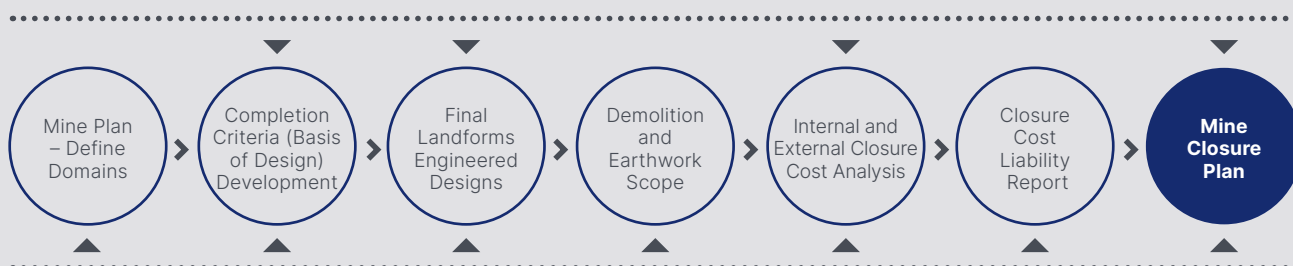 Mine Plan
– Define
Domains
Completion
Criteria (Basis
of Design)
Development
Final
Landforms
Engineered
Designs
Demolition
and
Earthwork
Scope
Internal and
External Closure
Cost Analysis
Closure
Cost
Liability
Report
Mine
Closure
Plan